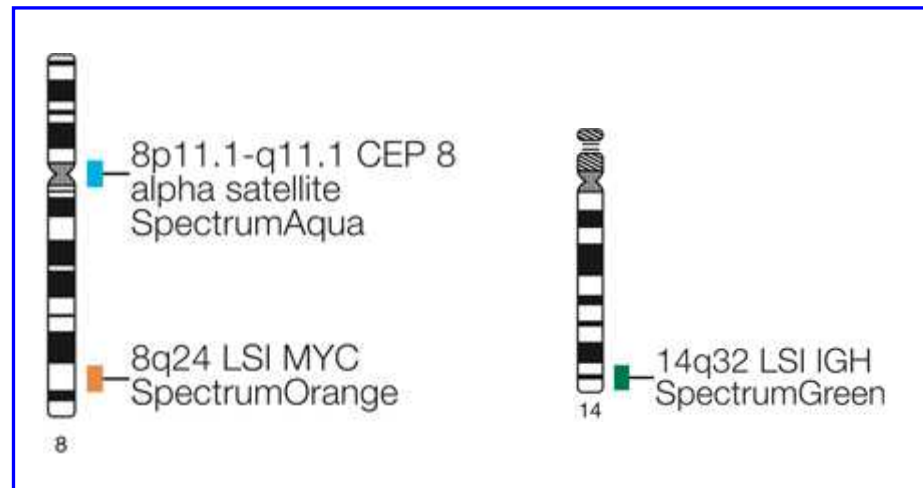 8p11.1-q11.1 CEP 8
alpha satellite
SpectrumAqua
8q24 LSI MYC
SpectrumOrange
8
14q32 LSI IGH
SpectrumGreen
14